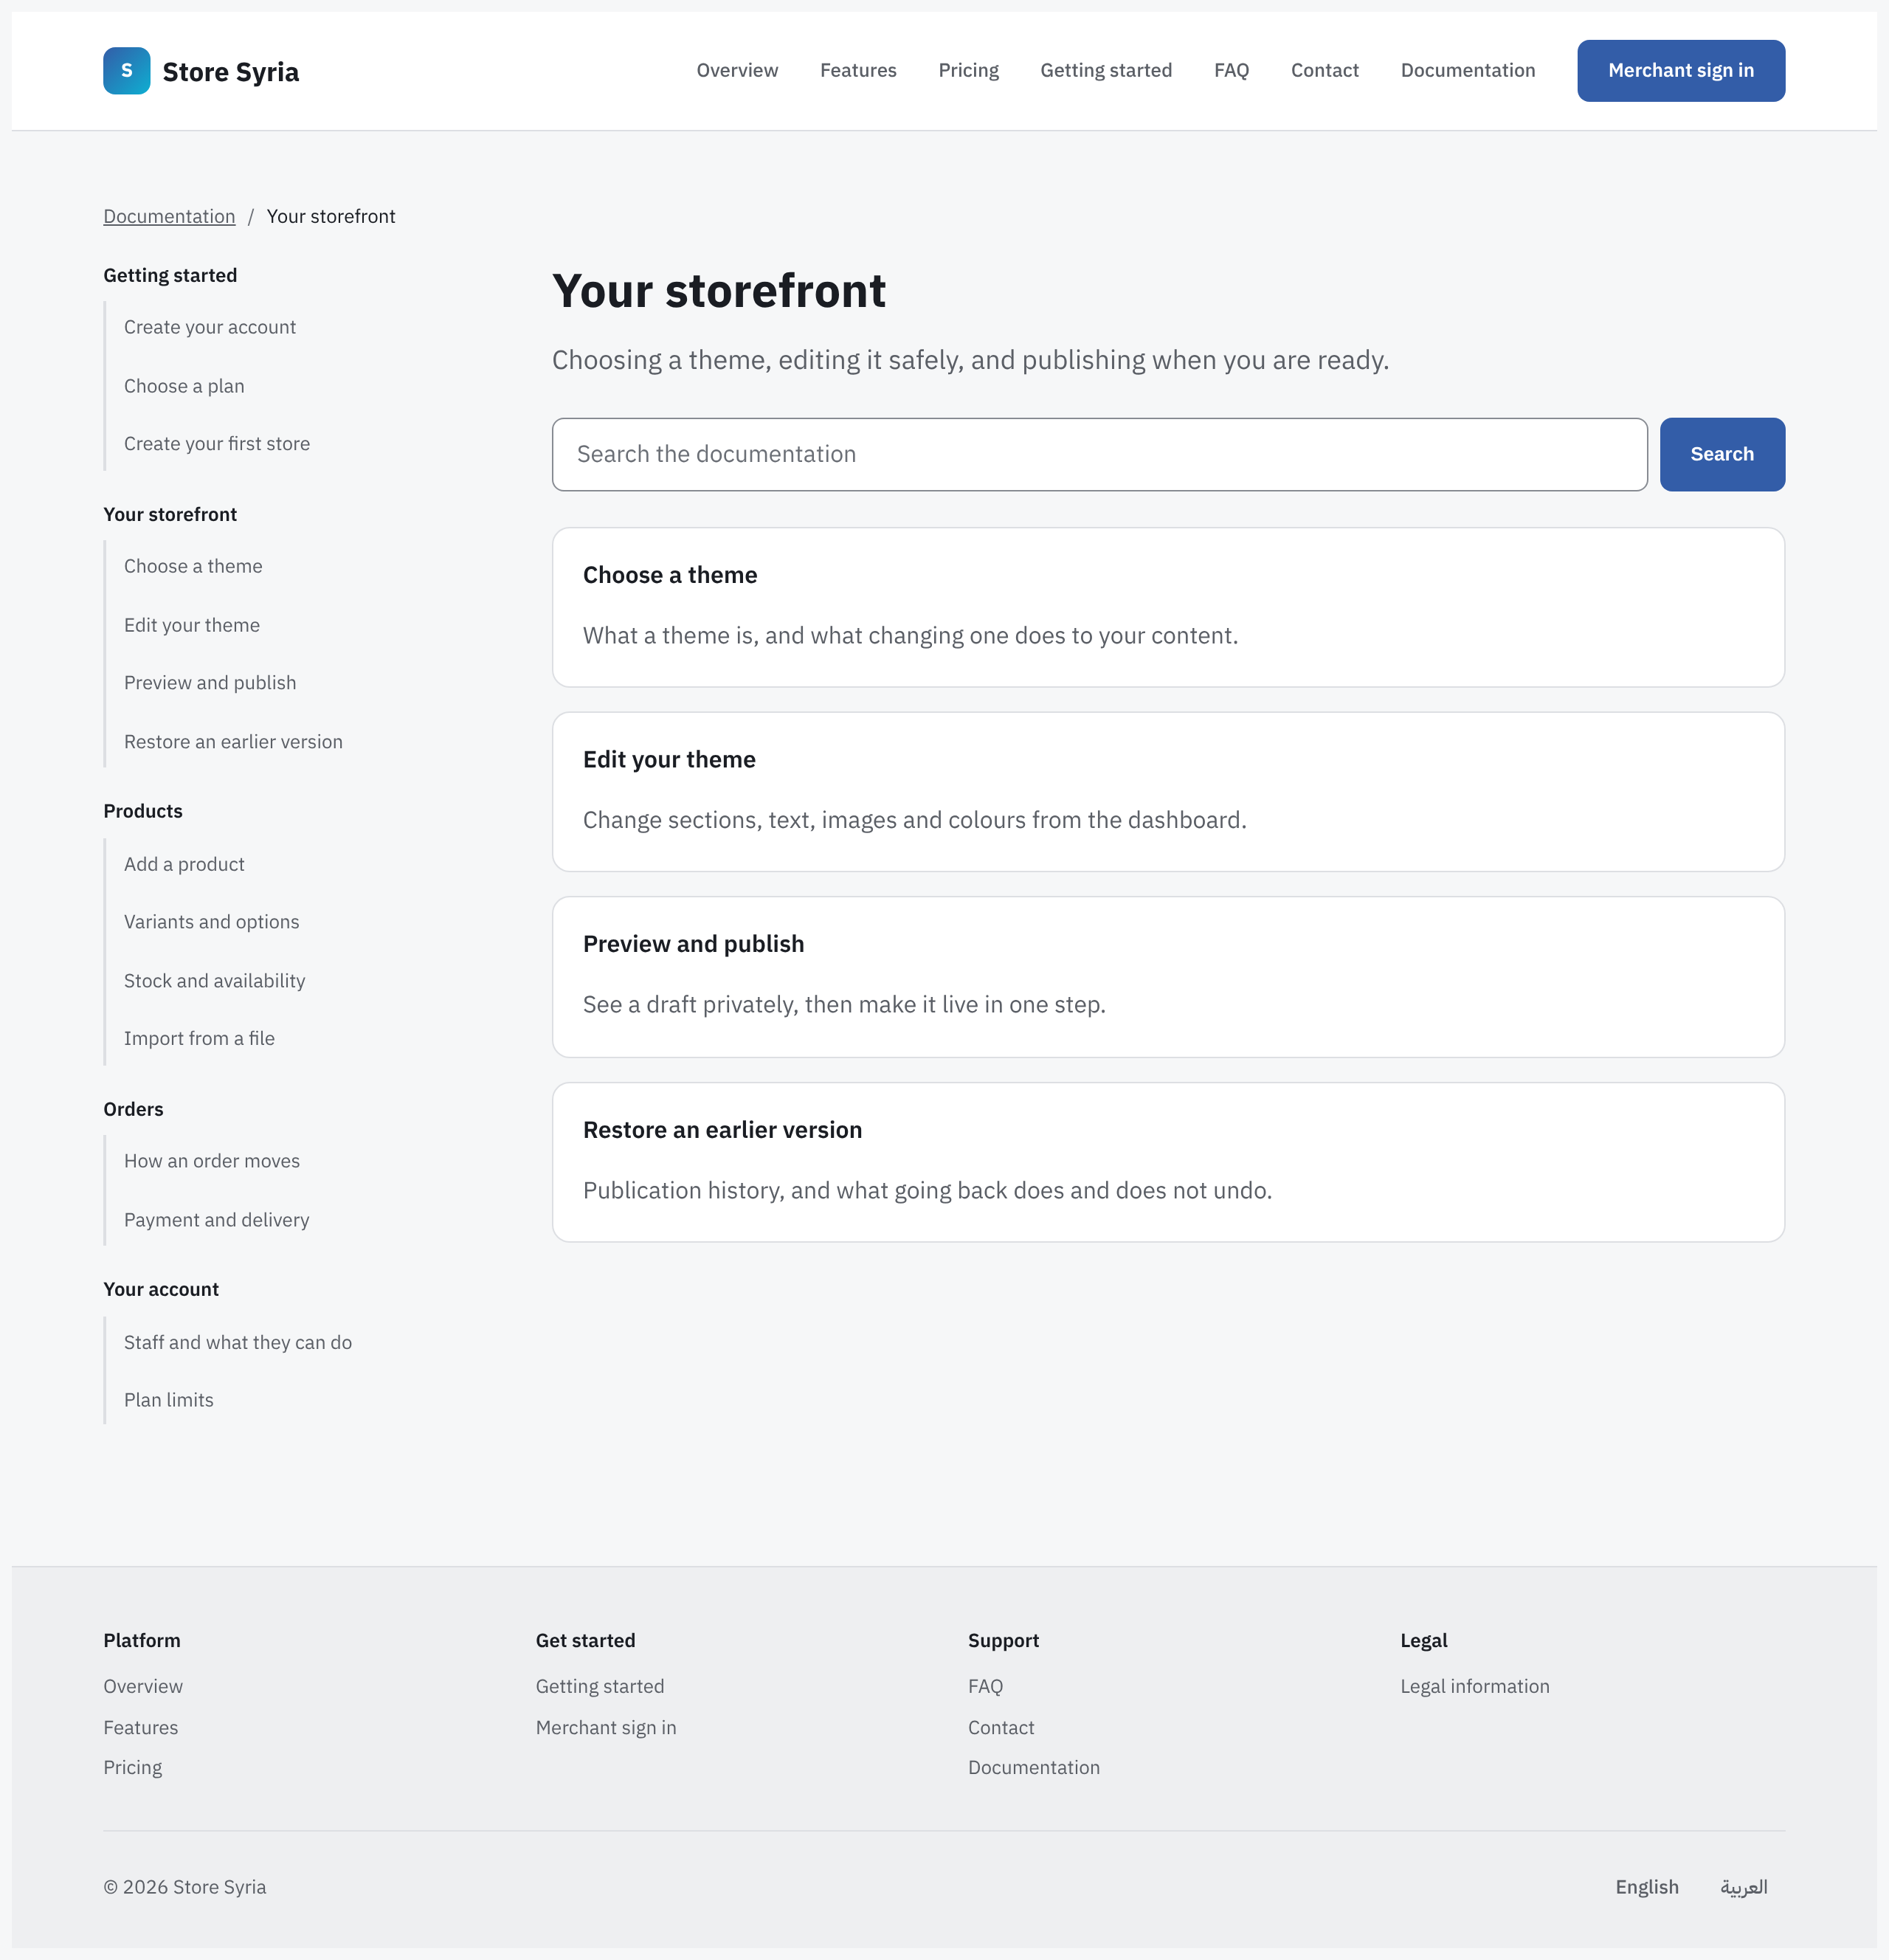 S Store Syria
Overview Features Pricing Getting started FAQ Contact Documentation Merchant sign in
Documentation / Your storefront
Getting started
Create your account
Choose a plan
Create your first store
Your storefront
Choose a theme
Edit your theme
Preview and publish
Restore an earlier version
Products
Add a product
Variants and options
Stock and availability
Import from a file
Orders
How an order moves
Payment and delivery
Your account
Staff and what they can do
Plan limits
Your storefront
Choosing a theme, editing it safely, and publishing when you are ready.
Search the documentation Search
Choose a theme
What a theme is, and what changing one does to your content.
Edit your theme
Change sections, text, images and colours from the dashboard.
Preview and publish
See a draft privately, then make it live in one step.
Restore an earlier version
Publication history, and what going back does and does not undo.
Platform
Overview
Features
Pricing
Get started
Getting started
Merchant sign in
Support
FAQ
Contact
Documentation
Legal
Legal information
© 2026 Store Syria
English العربية